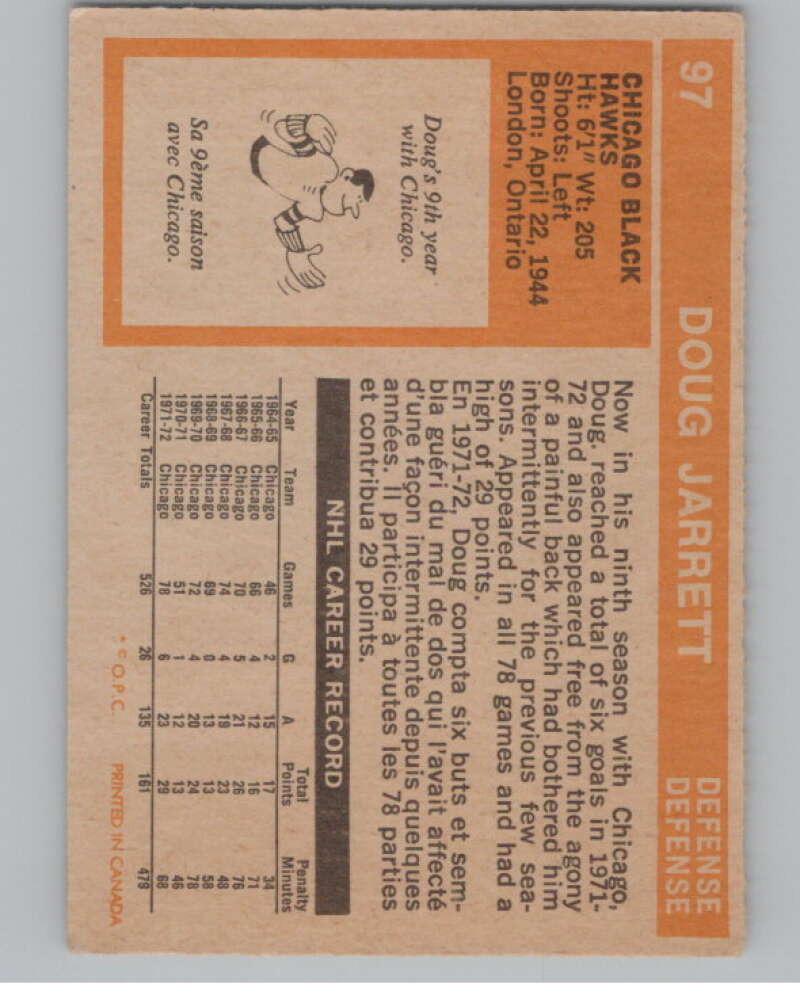 97 DOUG JARRETT DEFENSE
DEFENSE
CHICAGO BLACK
HAWKS
Ht: 6'1" Wt: 205
Shoots: Left
Born: April 22, 1944
London, Ontario
Doug's 9th year
with Chicago.
Sa 9ème saison
avec Chicago.
Now in his ninth season with Chicago,
Doug. reached a total of six goals in 1971-
72 and also appeared free from the agony
of a painful back which had bothered him
intermittently for the previous few sea-
sons. Appeared in all 78 games and had a
high of 29 points.
En 1971-72, Doug compta six buts et sem-
bla guéri du mal de dos qui l'avait affecté
d'une façon intermittente depuis quelques
années. Il participa à toutes les 78 parties
et contribua 29 points.
NHL CAREER RECORD
Year Team Games G A Total Points Penalty Minutes
1964-65 Chicago 46 2 15 17 34
1965-66 Chicago 66 4 12 16 71
1966-67 Chicago 70 5 21 26 76
1967-68 Chicago 74 4 19 23 48
1968-69 Chicago 69 0 13 13 58
1969-70 Chicago 72 4 20 24 78
1970-71 Chicago 51 1 12 13 46
1971-72 Chicago 78 6 23 29 68
Career Totals 526 26 135 161 479
* © O.P.C. PRINTED IN CANADA